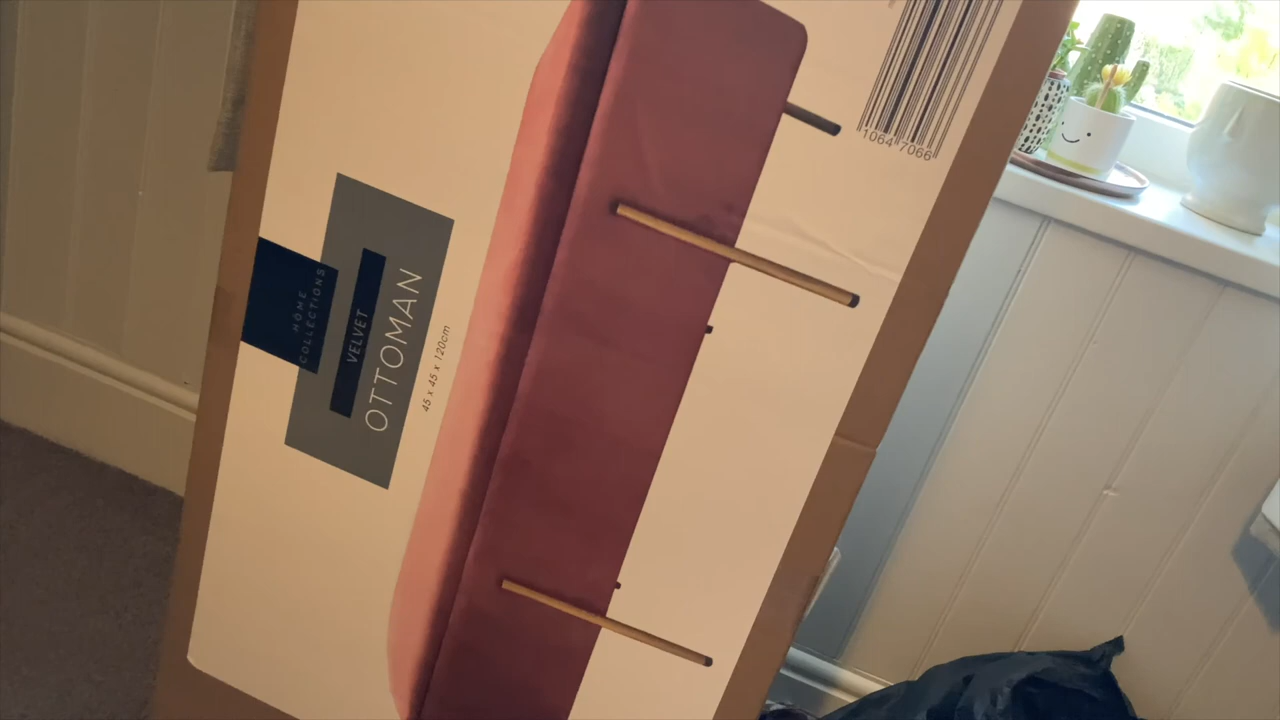 HOME
COLLECTIONS
VELVET
OTTOMAN
45 x 45 x 120cm
1064 7066